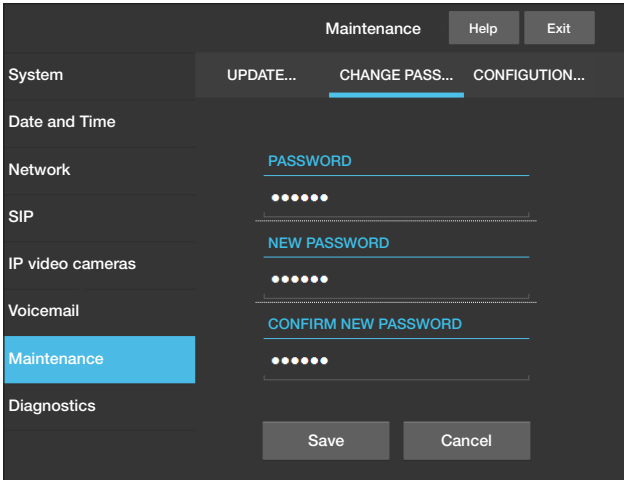 Maintenance
Help
Exit
System
Date and Time
Network
SIP
IP video cameras
Voicemail
Maintenance
Diagnostics
UPDATE...
CHANGE PASS...
CONFIGUTION...
PASSWORD
●●●●●●
NEW PASSWORD
●●●●●●
CONFIRM NEW PASSWORD
●●●●●●
Save
Cancel